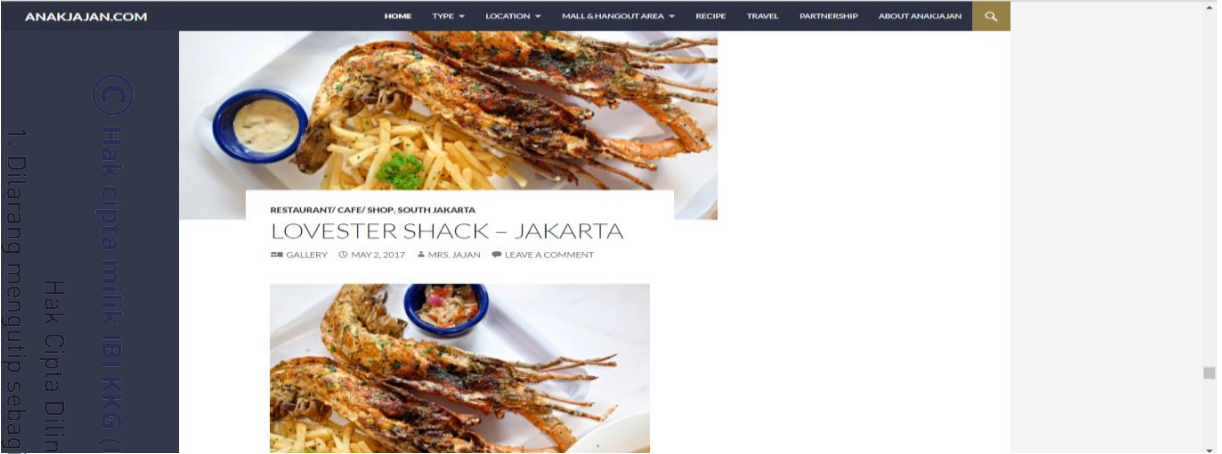 ANAKJAJAN.COM
HOME TYPE LOCATION MALL & HANGOUT AREA RECIPE TRAVEL PARTNERSHIP ABOUT ANAKJAJAN
RESTAURANT/ CAFE/ SHOP, SOUTH JAKARTA
LOVESTER SHACK – JAKARTA
GALLERY MAY 2, 2017 MRS. JAJAN LEAVE A COMMENT
© Hak cipta milik IBI KKG (
Hak Cipta Dilin
1. Dilarang mengutip sebagi